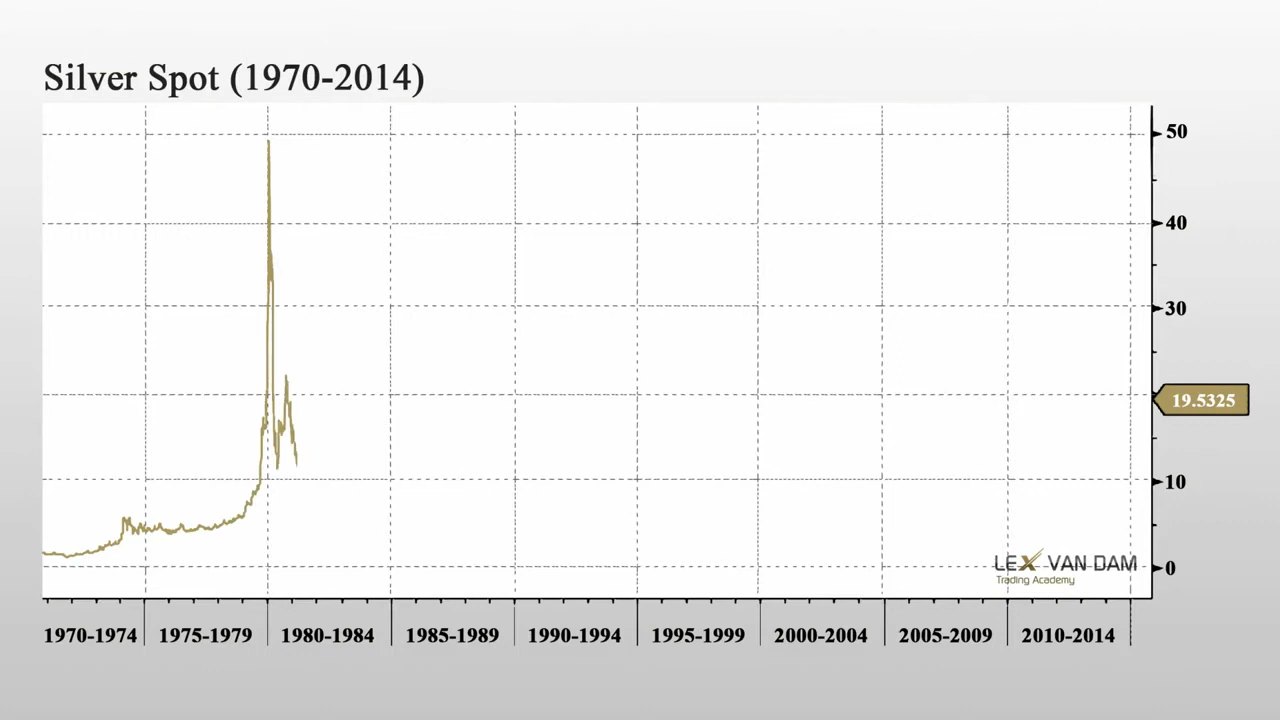 Silver Spot (1970-2014)
50
40
30
19.5325
10
0
LEX VAN DAM
Trading Academy
1970-1974 1975-1979 1980-1984 1985-1989 1990-1994 1995-1999 2000-2004 2005-2009 2010-2014